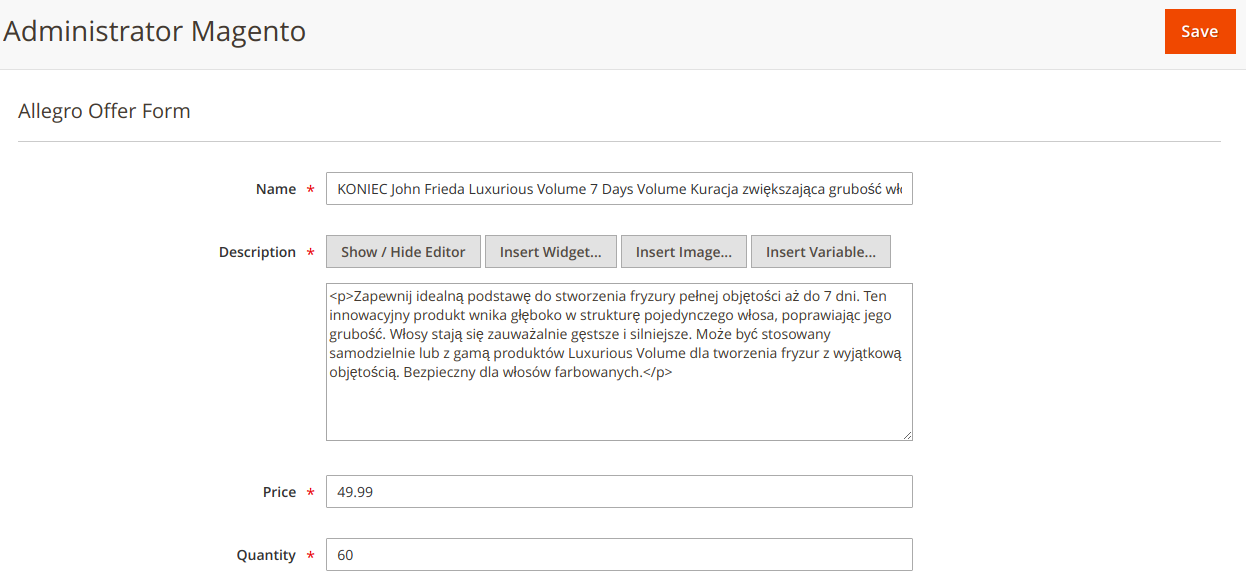 Administrator Magento
Save
Allegro Offer Form
Name *
KONIEC John Frieda Luxurious Volume 7 Days Volume Kuracja zwiększająca grubość
Description *
Show / Hide Editor
Insert Widget...
Insert Image...
Insert Variable...
<p>Zapewnij idealną podstawę do stworzenia fryzury pełnej objętości aż do 7 dni. Ten
innowacyjny produkt wnika głęboko w strukturę pojedynczego włosa, poprawiając jego
grubość. Włosy stają się zauważalnie gęstsze i silniejsze. Może być stosowany
samodzielnie lub z gamą produktów Luxurious Volume dla tworzenia fryzur z wyjątkową
objętością. Bezpieczny dla włosów farbowanych.</p>
Price *
49.99
Quantity *
60